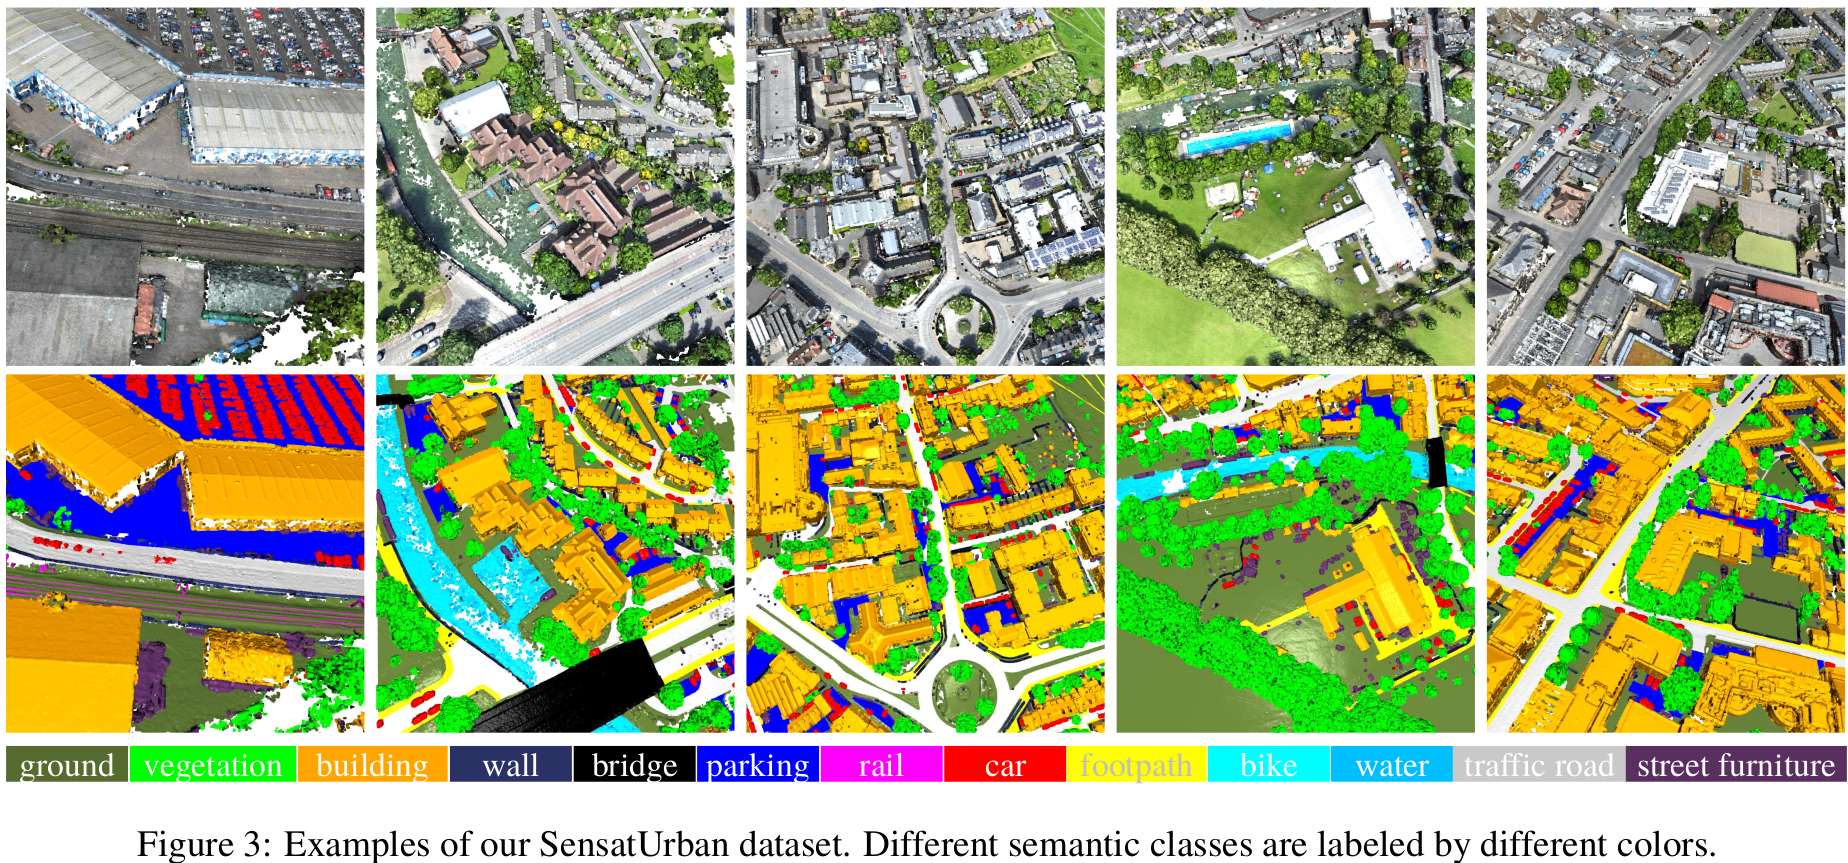 ground vegetation building wall bridge parking rail car footpath bike water traffic road street furniture
Figure 3: Examples of our SensatUrban dataset. Different semantic classes are labeled by different colors.